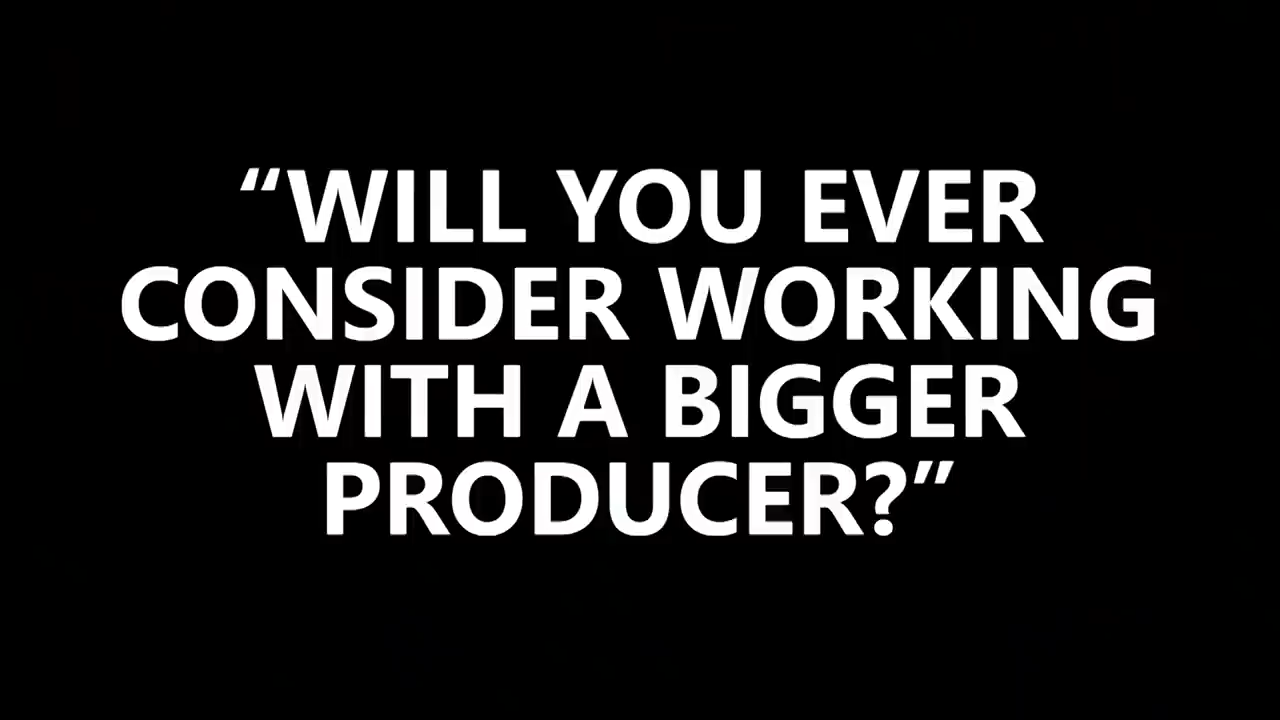 “WILL YOU EVER
CONSIDER WORKING
WITH A BIGGER
PRODUCER?”